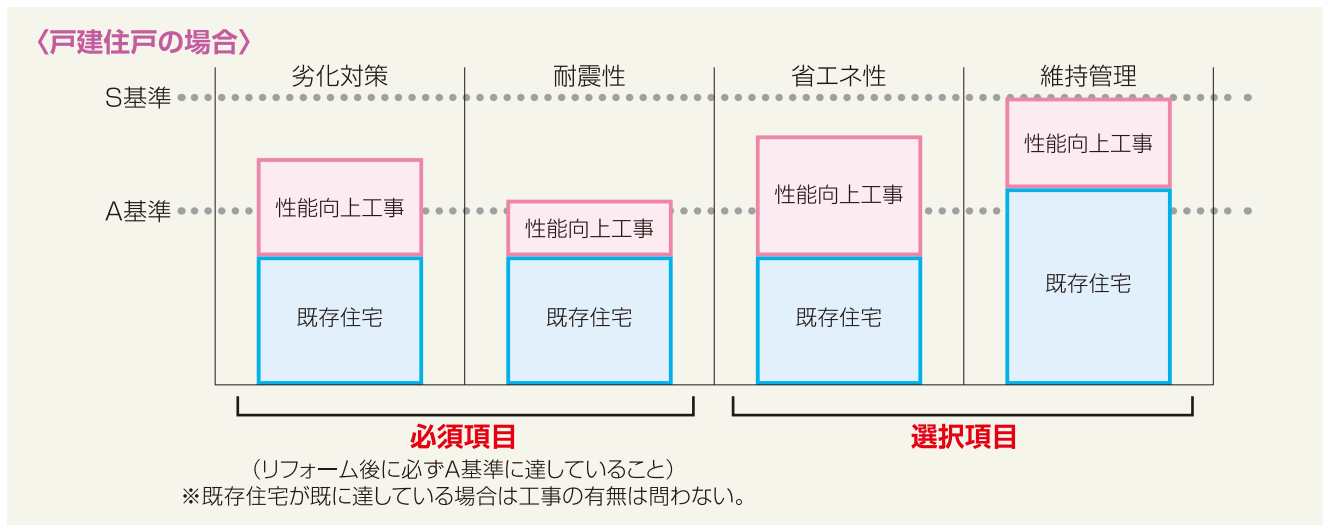 〈戸建住戸の場合〉
劣化対策 耐震性 省エネ性 維持管理
S基準
性能向上工事
性能向上工事
A基準
性能向上工事
性能向上工事
既存住宅
既存住宅 既存住宅 既存住宅
必須項目 選択項目
（リフォーム後に必ずA基準に達していること）
※既存住宅が既に達している場合は工事の有無は問わない。